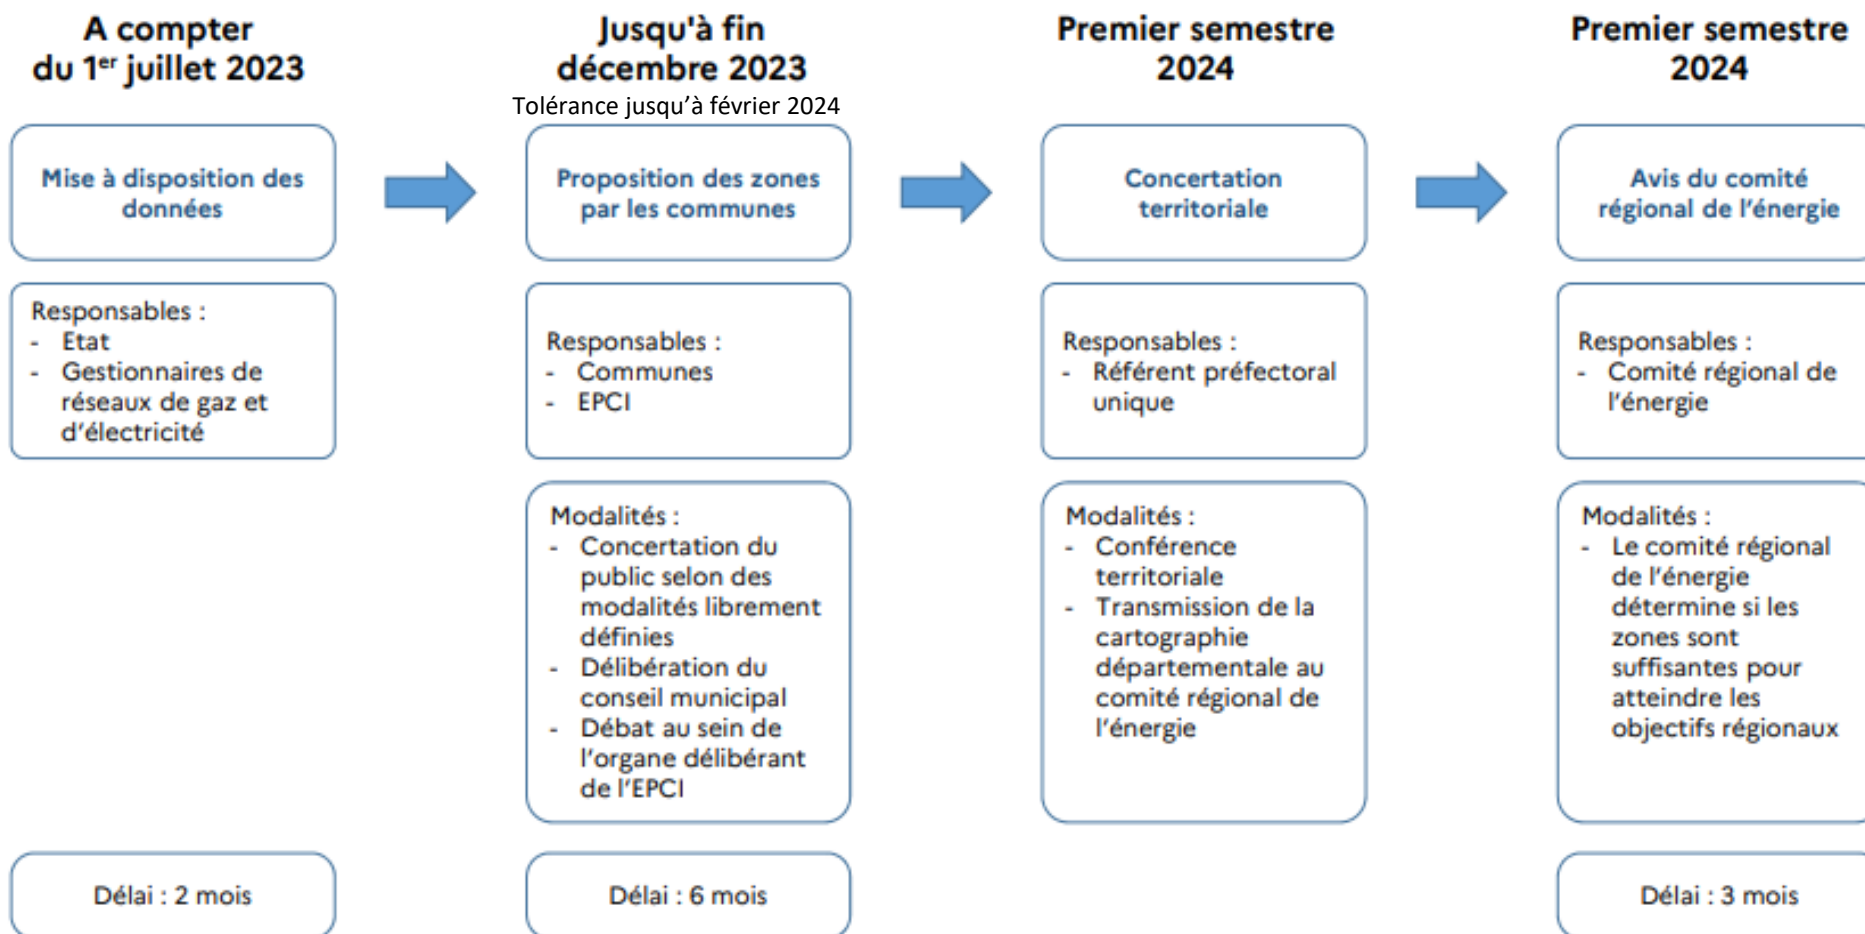 A compter
du 1er juillet 2023
Jusqu'à fin
décembre 2023
Tolérance jusqu’à février 2024
Premier semestre
2024
Premier semestre
2024
Mise à disposition des
données
Proposition des zones
par les communes
Concertation
territoriale
Avis du comité
régional de l’énergie
Responsables :
- Etat
- Gestionnaires de
réseaux de gaz et
d’électricité
Responsables :
- Communes
- EPCI
Responsables :
- Référent préfectoral
unique
Responsables :
- Comité régional de
l’énergie
Modalités :
- Concertation du
public selon des
modalités librement
définies
- Délibération du
conseil municipal
- Débat au sein de
l’organe délibérant
de l’EPCI
Modalités :
- Conférence
territoriale
- Transmission de la
cartographie
départementale au
comité régional de
l’énergie
Modalités :
- Le comité régional
de l’énergie
détermine si les
zones sont
suffisantes pour
atteindre les
objectifs régionaux
Délai : 2 mois
Délai : 6 mois
Délai : 3 mois